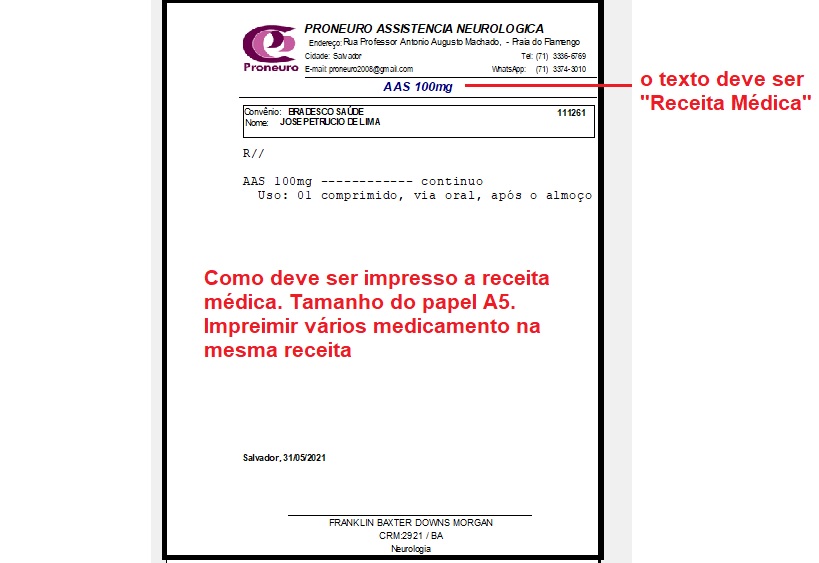 PRONEURO ASSISTENCIA NEUROLOGICA
Endereço: Rua Professor Antonio Augusto Machado, - Praia do Flamengo
Cidade: Salvador Tel: (71) 3336-6769
Proneuro E-mail: proneuro2008@gmail.com WhatsApp: (71) 3374-3010
AAS 100mg
o texto deve ser
"Receita Médica"
Convênio: BRADESCO SAÚDE 111261
Nome: JOSE PETRUCIO DE LIMA
R//
AAS 100mg ------------ continuo
Uso: 01 comprimido, via oral, após o almoço
Como deve ser impresso a receita
médica. Tamanho do papel A5.
Impreimir vários medicamento na
mesma receita
Salvador, 31/05/2021
FRANKLIN BAXTER DOWNS MORGAN
CRM:2921 / BA
Neurologia